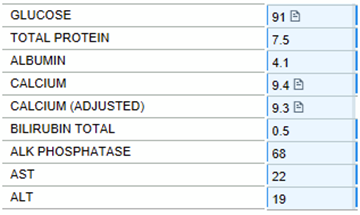 GLUCOSE 91
TOTAL PROTEIN 7.5
ALBUMIN 4.1
CALCIUM 9.4
CALCIUM (ADJUSTED) 9.3
BILIRUBIN TOTAL 0.5
ALK PHOSPHATASE 68
AST 22
ALT 19